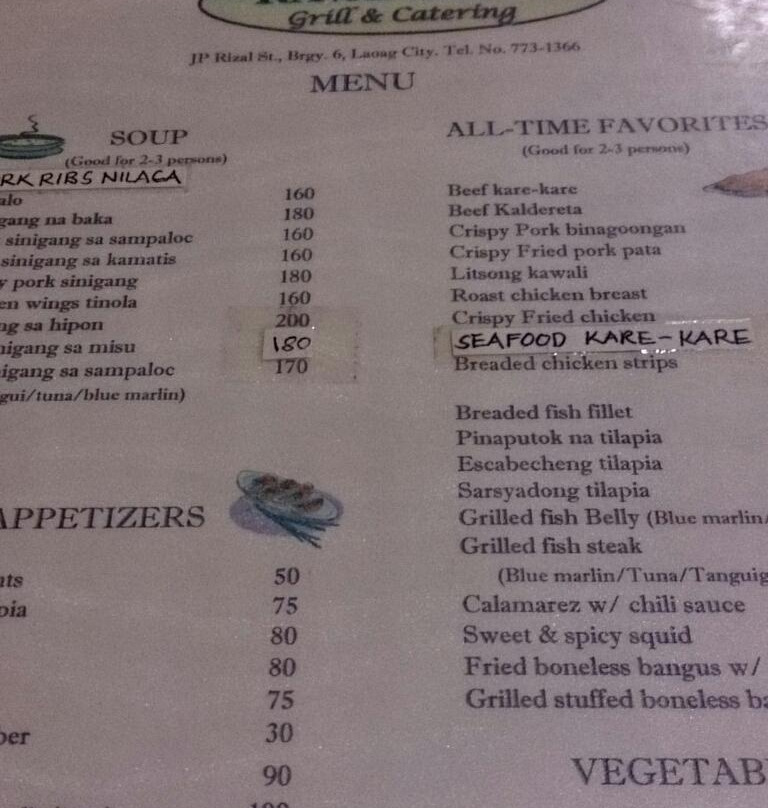 Grill & Catering
JP Rizal St., Brgy. 6, Laoag City. Tel. No. 773-1366
MENU
SOUP
(Good for 2-3 persons)
RK RIBS NILAGA
alo 160
gang na baka 180
sinigang sa sampaloc 160
sinigang sa kamatis 160
y pork sinigang 180
en wings tinola 160
ng sa hipon 200
nigang sa misu 180
igang sa sampaloc 170
gui/tuna/blue marlin)
APPETIZERS
nts 50
pia 75
80
80
75
ber 30
90
100
ALL-TIME FAVORITES
(Good for 2-3 persons)
Beef kare-kare
Beef Kaldereta
Crispy Pork binagoongan
Crispy Fried pork pata
Litsong kawali
Roast chicken breast
Crispy Fried chicken
SEAFOOD KARE-KARE
Breaded chicken strips
Breaded fish fillet
Pinaputok na tilapia
Escabecheng tilapia
Sarsyadong tilapia
Grilled fish Belly (Blue marlin/
Grilled fish steak
(Blue marlin/Tuna/Tanguig
Calamarez w/ chili sauce
Sweet & spicy squid
Fried boneless bangus w/
Grilled stuffed boneless ba
VEGETAB